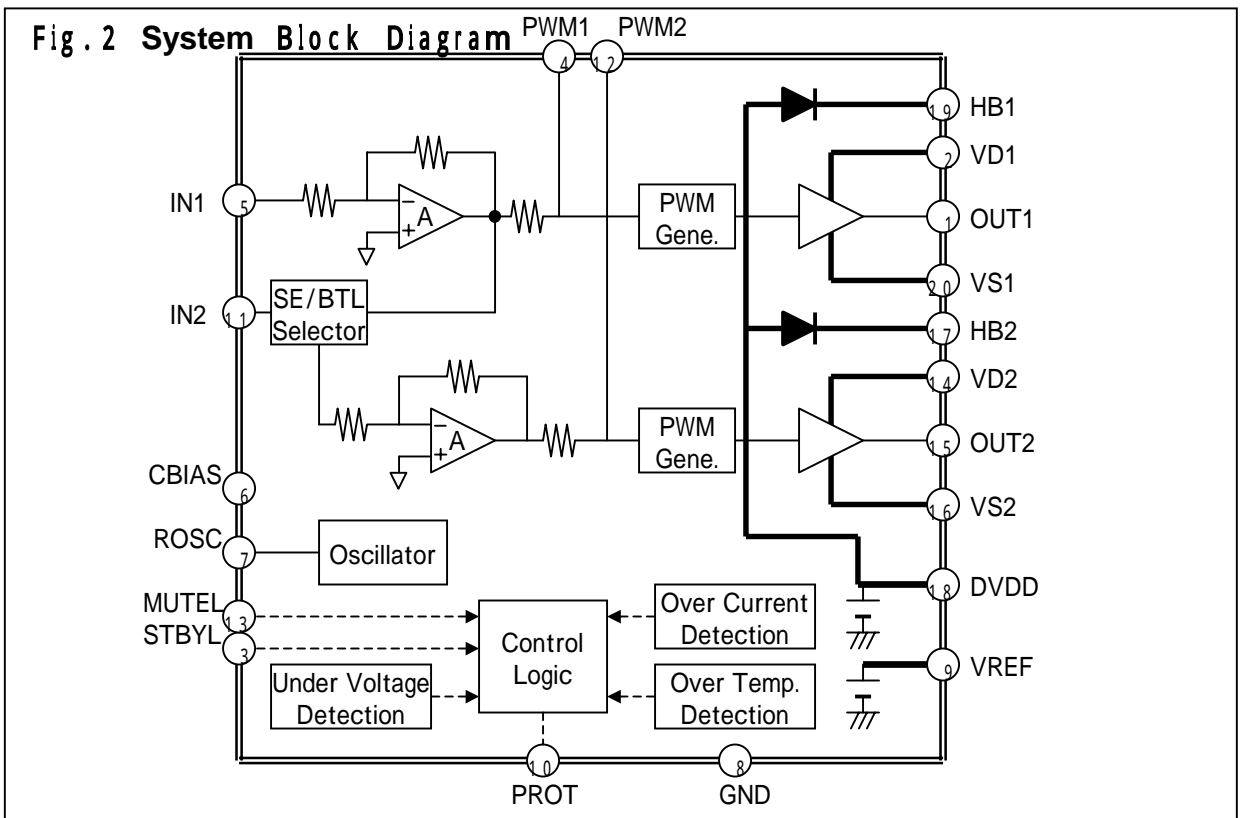 Fig.2 System Block Diagram
PWM1
PWM2
4
12
HB1
19
VD1
2
IN1
5
A
PWM
Gene.
OUT1
1
VS1
20
IN2
11
SE/BTL
Selector
HB2
17
VD2
14
A
PWM
Gene.
OUT2
15
CBIAS
6
VS2
16
ROSC
7
Oscillator
DVDD
18
MUTEL
13
STBYL
3
Control
Logic
Over Current
Detection
VREF
9
Under Voltage
Detection
Over Temp.
Detection
10
8
PROT
GND